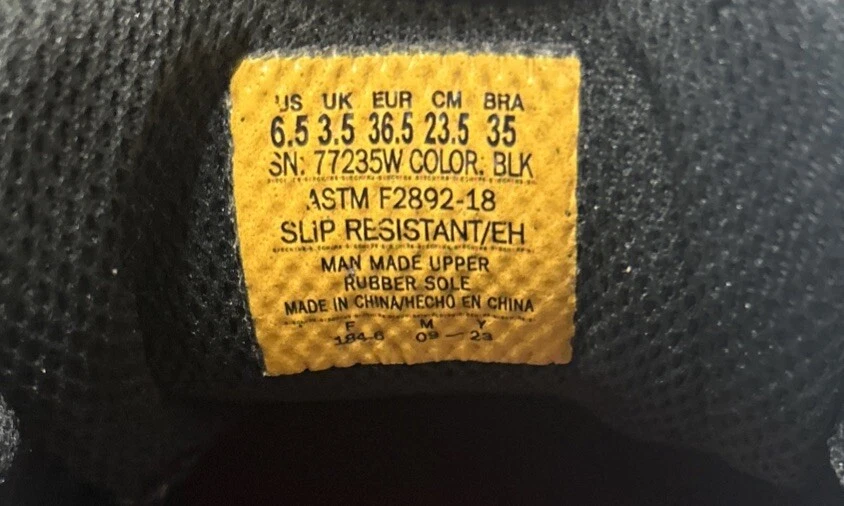 US UK EUR CM BRA
6.5 3.5 36.5 23.5 35
SN: 77235W COLOR: BLK
ASTM F2892-18
SLIP RESISTANT/EH
MAN MADE UPPER
RUBBER SOLE
MADE IN CHINA/HECHO EN CHINA
F M Y
184-6 09 — 23